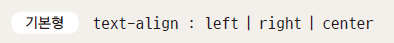 기본형 text-align : left | right | center